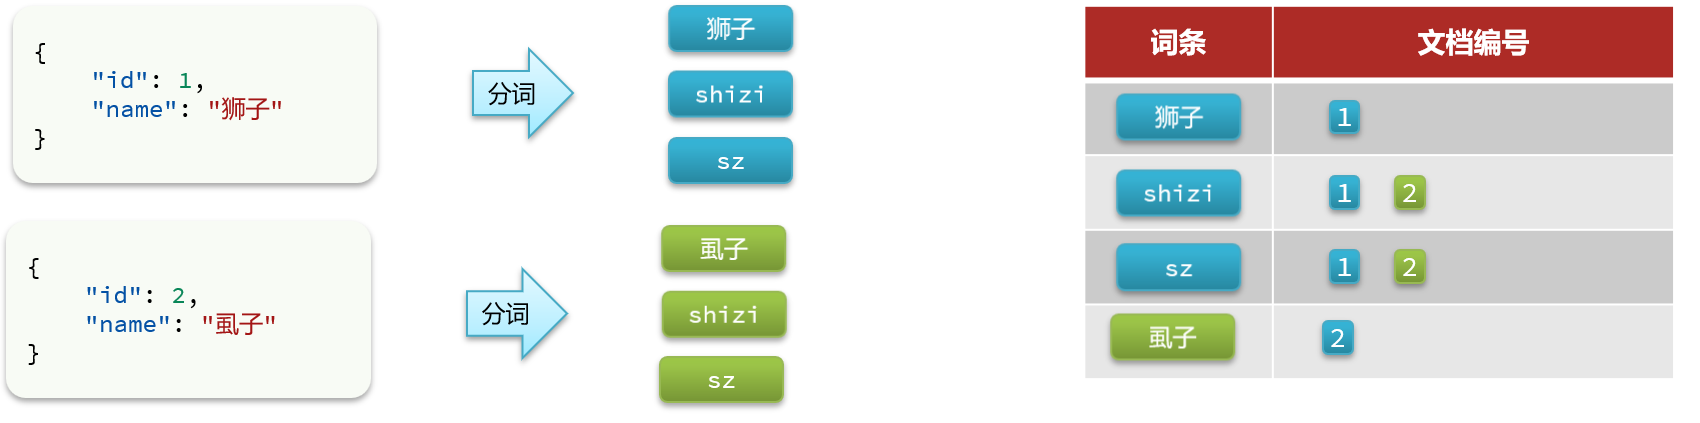 {
    "id": 1,
    "name": "狮子"
}
分词
狮子
shizi
sz
{
    "id": 2,
    "name": "虱子"
}
分词
虱子
shizi
sz
词条 文档编号
狮子 1
shizi 1 2
sz 1 2
虱子 2